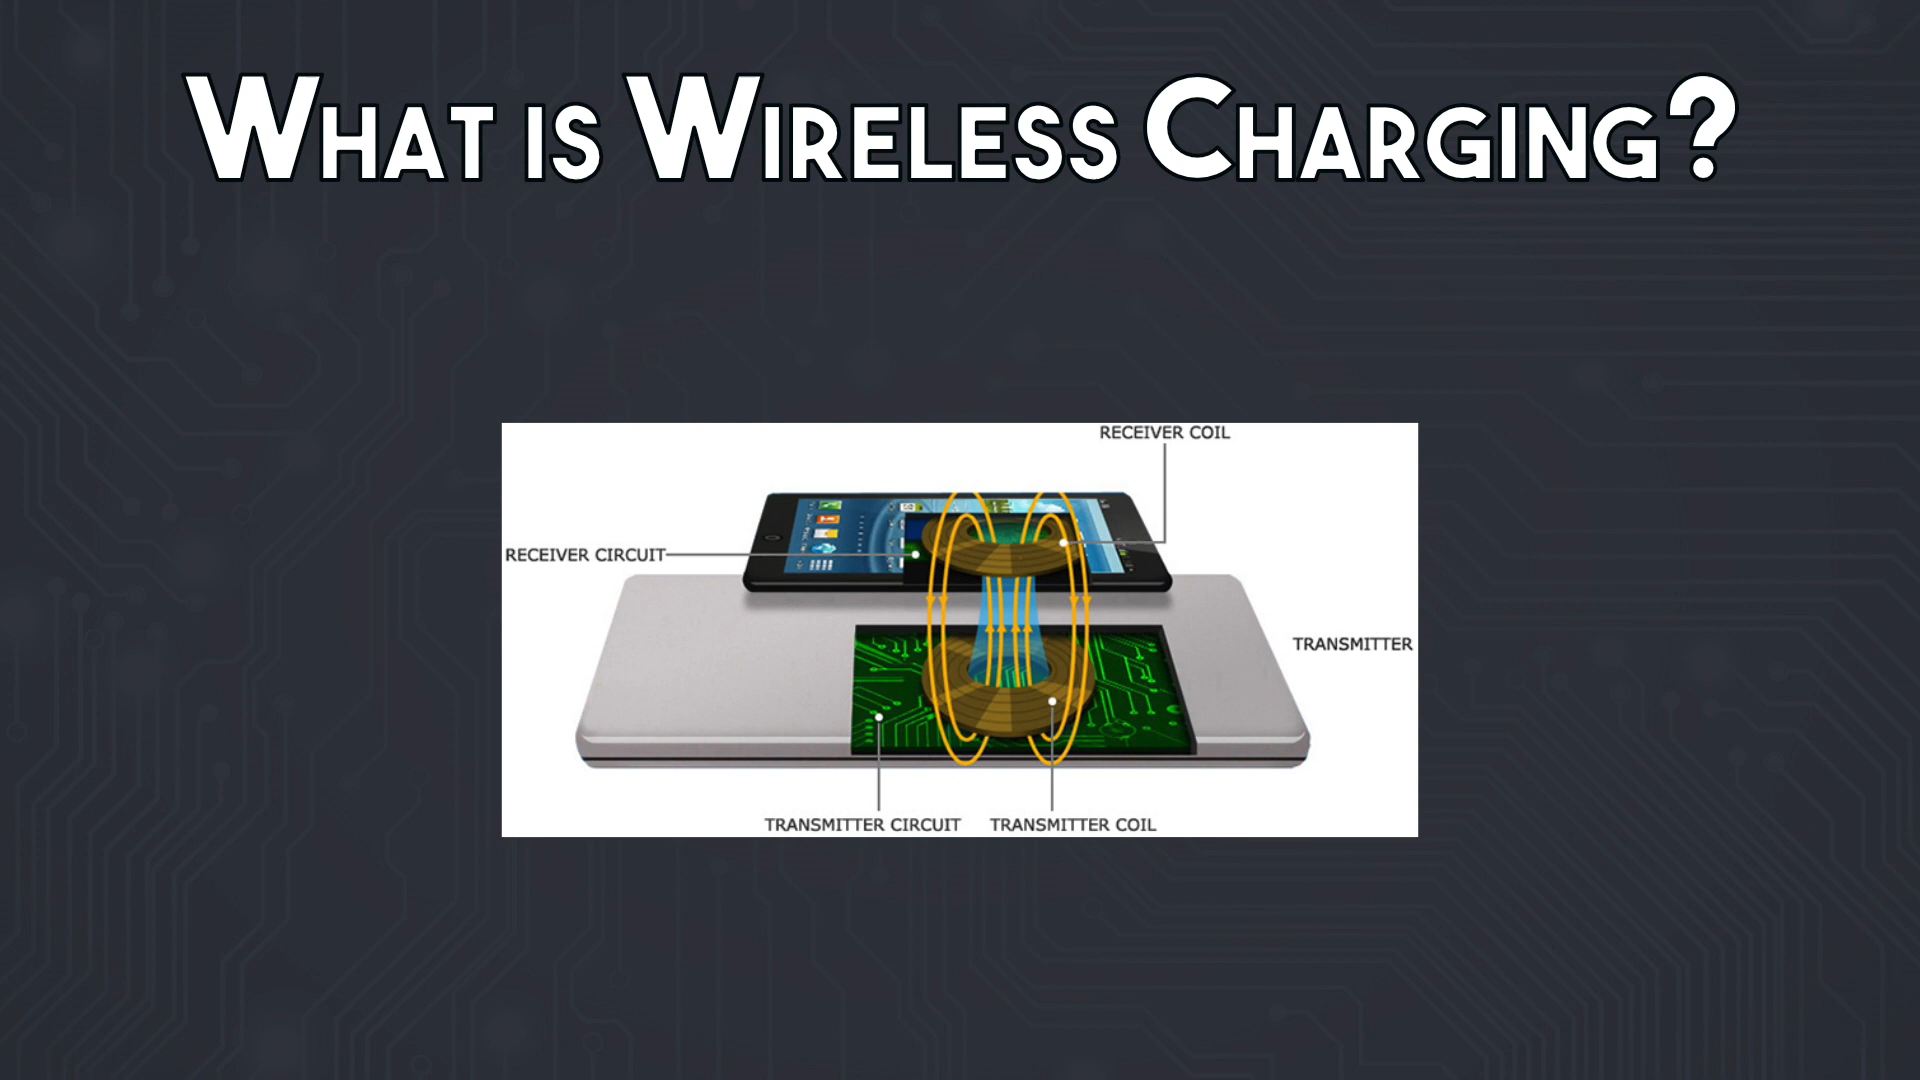 What is Wireless Charging?
RECEIVER COIL
RECEIVER CIRCUIT
TRANSMITTER
TRANSMITTER CIRCUIT
TRANSMITTER COIL